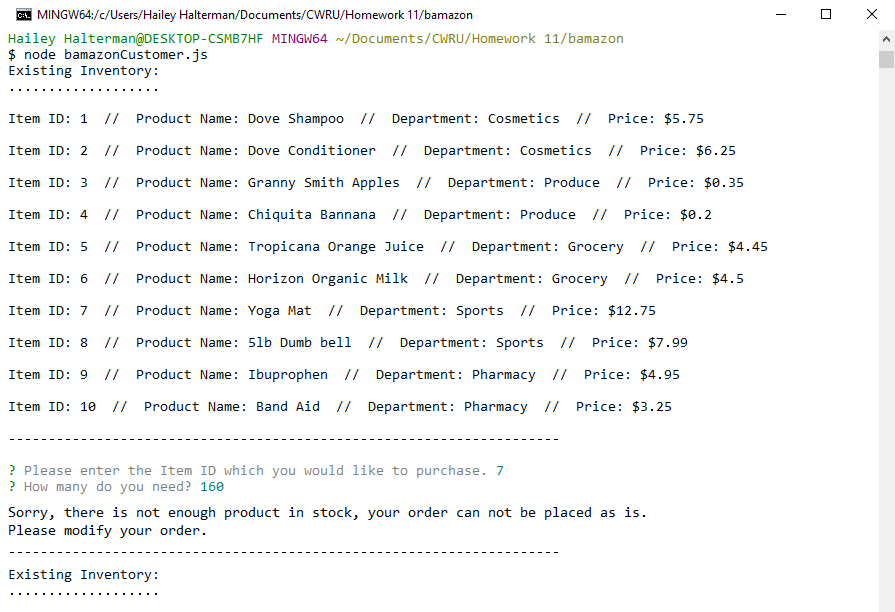 MINGW64:/c/Users/Hailey Halterman/Documents/CWRU/Homework 11/bamazon
Hailey Halterman@DESKTOP-CSMB7HF MINGW64 ~/Documents/CWRU/Homework 11/bamazon
$ node bamazonCustomer.js
Existing Inventory:
...................
Item ID: 1  //  Product Name: Dove Shampoo  //  Department: Cosmetics  //  Price: $5.75
Item ID: 2  //  Product Name: Dove Conditioner  //  Department: Cosmetics  //  Price: $6.25
Item ID: 3  //  Product Name: Granny Smith Apples  //  Department: Produce  //  Price: $0.35
Item ID: 4  //  Product Name: Chiquita Bannana  //  Department: Produce  //  Price: $0.2
Item ID: 5  //  Product Name: Tropicana Orange Juice  //  Department: Grocery  //  Price: $4.45
Item ID: 6  //  Product Name: Horizon Organic Milk  //  Department: Grocery  //  Price: $4.5
Item ID: 7  //  Product Name: Yoga Mat  //  Department: Sports  //  Price: $12.75
Item ID: 8  //  Product Name: 5lb Dumb bell  //  Department: Sports  //  Price: $7.99
Item ID: 9  //  Product Name: Ibuprophen  //  Department: Pharmacy  //  Price: $4.95
Item ID: 10  //  Product Name: Band Aid  //  Department: Pharmacy  //  Price: $3.25
---------------------------------------------------------------------
? Please enter the Item ID which you would like to purchase. 7
? How many do you need? 160
Sorry, there is not enough product in stock, your order can not be placed as is.
Please modify your order.
---------------------------------------------------------------------
Existing Inventory:
...................